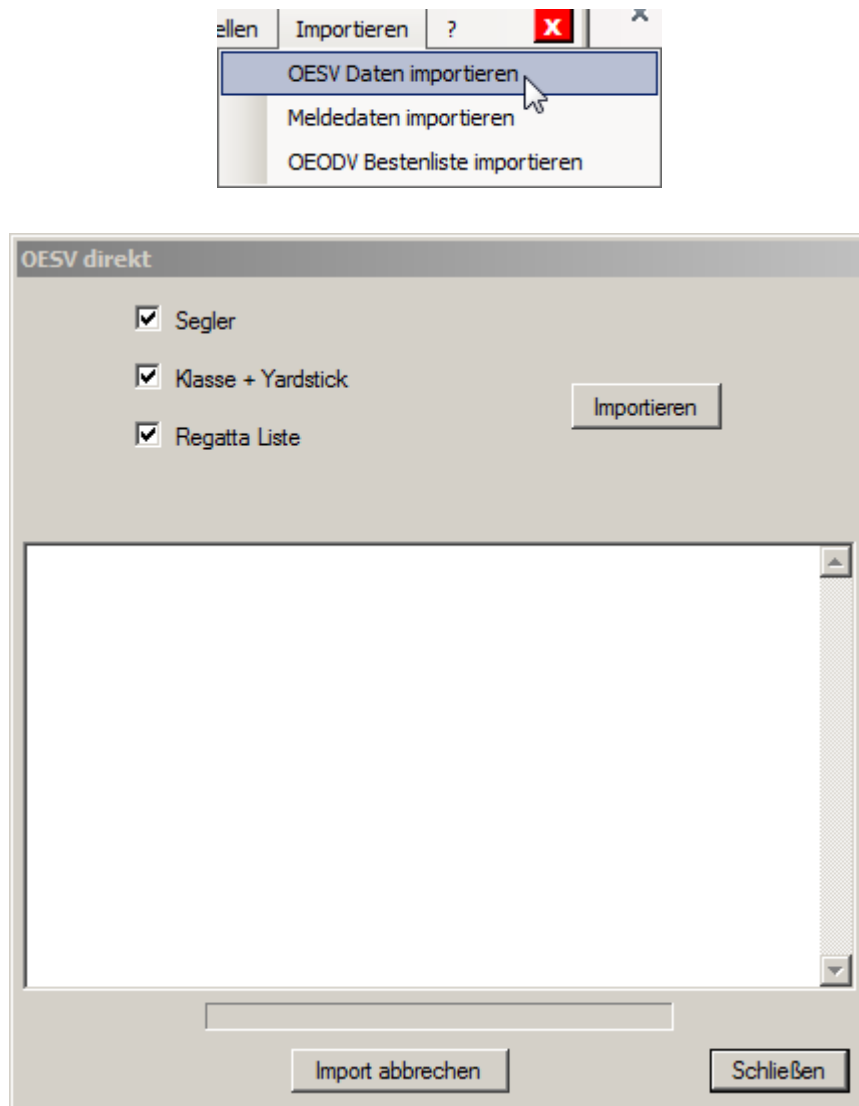 ellen Importieren ? x x
OESV Daten importieren
Meldedaten importieren
OEODV Bestenliste importieren
OESV direkt
Segler
Klasse + Yardstick
Importieren
Regatta Liste
Import abbrechen Schließen